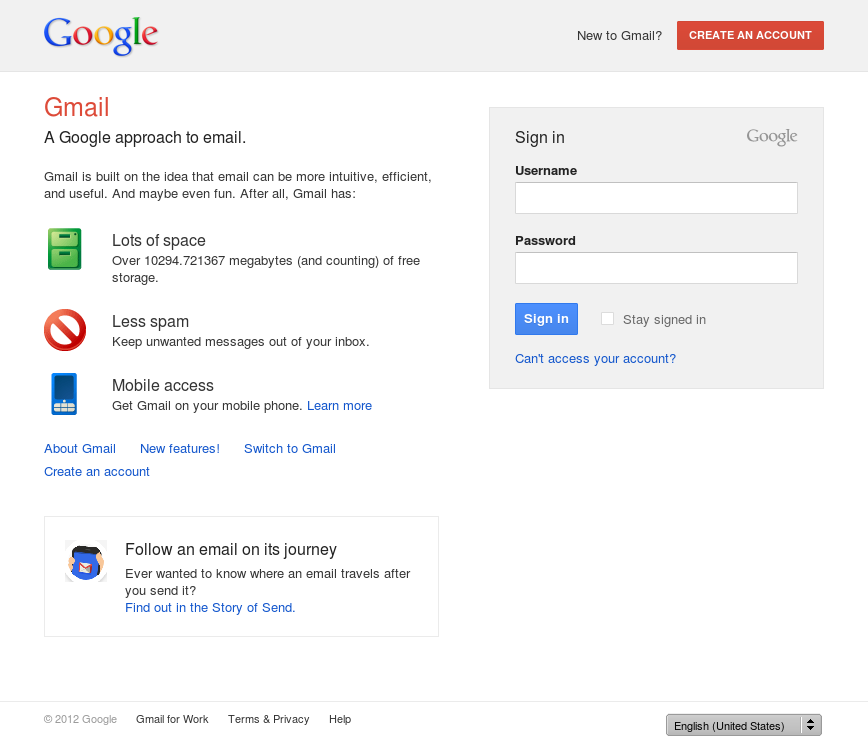 Google
New to Gmail?
CREATE AN ACCOUNT
Gmail
A Google approach to email.
Gmail is built on the idea that email can be more intuitive, efficient,
and useful. And maybe even fun. After all, Gmail has:
Lots of space
Over 10294.721367 megabytes (and counting) of free
storage.
Less spam
Keep unwanted messages out of your inbox.
Mobile access
Get Gmail on your mobile phone. Learn more
About Gmail New features! Switch to Gmail
Create an account
Follow an email on its journey
Ever wanted to know where an email travels after
you send it?
Find out in the Story of Send.
Sign in
Google
Username
Password
Sign in
Stay signed in
Can't access your account?
© 2012 Google Gmail for Work Terms & Privacy Help
English (United States)